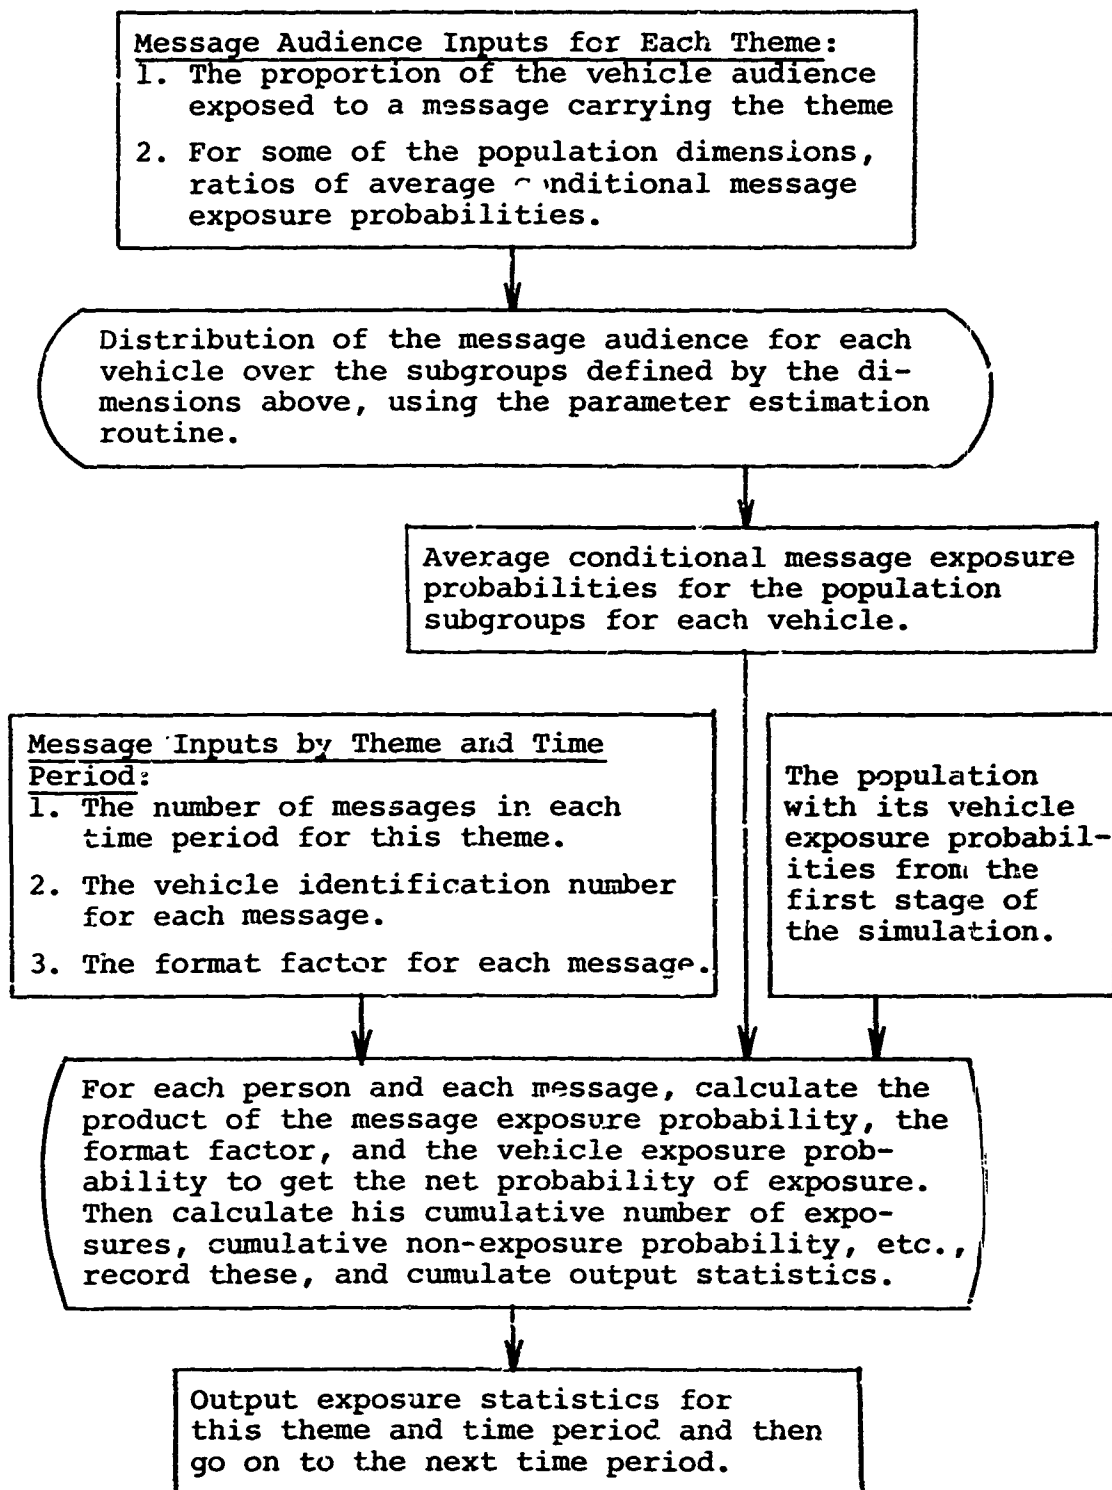 Message Audience Inputs for Each Theme:
1. The proportion of the vehicle audience
exposed to a message carrying the theme
2. For some of the population dimensions,
ratios of average conditional message
exposure probabilities.
Distribution of the message audience for each
vehicle over the subgroups defined by the di-
mensions above, using the parameter estimation
routine.
Average conditional message exposure
probabilities for the population
subgroups for each vehicle.
Message Inputs by Theme and Time
Period:
1. The number of messages in each
time period for this theme.
2. The vehicle identification number
for each message.
3. The format factor for each message.
The population
with its vehicle
exposure probabil-
ities from the
first stage of
the simulation.
For each person and each message, calculate the
product of the message exposure probability, the
format factor, and the vehicle exposure prob-
ability to get the net probability of exposure.
Then calculate his cumulative number of expo-
sures, cumulative non-exposure probability, etc.,
record these, and cumulate output statistics.
Output exposure statistics for
this theme and time period and then
go on to the next time period.